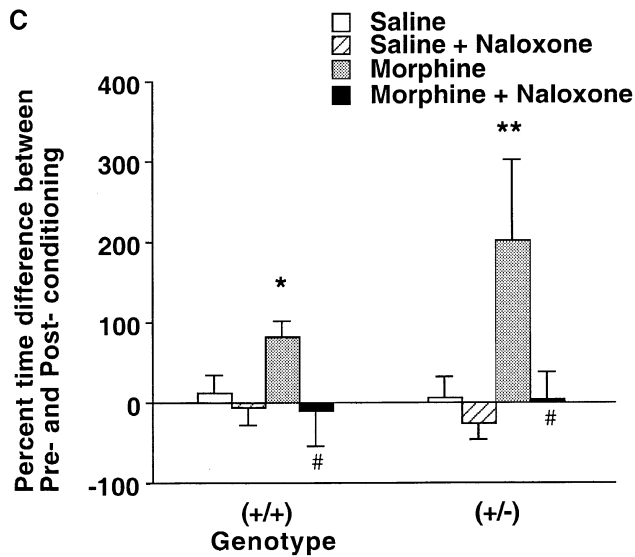 C
Saline
Saline + Naloxone
Morphine
Morphine + Naloxone
Percent time difference between
Pre- and Post- conditioning
400
300
200
100
0
-100
*
**
#
#
(+/+)
(+/-)
Genotype